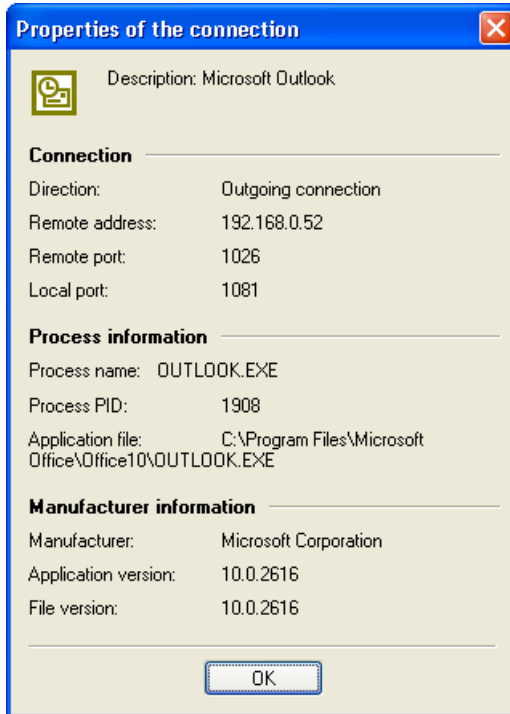 Properties of the connection
Description: Microsoft Outlook
Connection
Direction: Outgoing connection
Remote address: 192.168.0.52
Remote port: 1026
Local port: 1081
Process information
Process name: OUTLOOK.EXE
Process PID: 1908
Application file: C:\Program Files\Microsoft
Office\Office10\OUTLOOK.EXE
Manufacturer information
Manufacturer: Microsoft Corporation
Application version: 10.0.2616
File version: 10.0.2616
OK